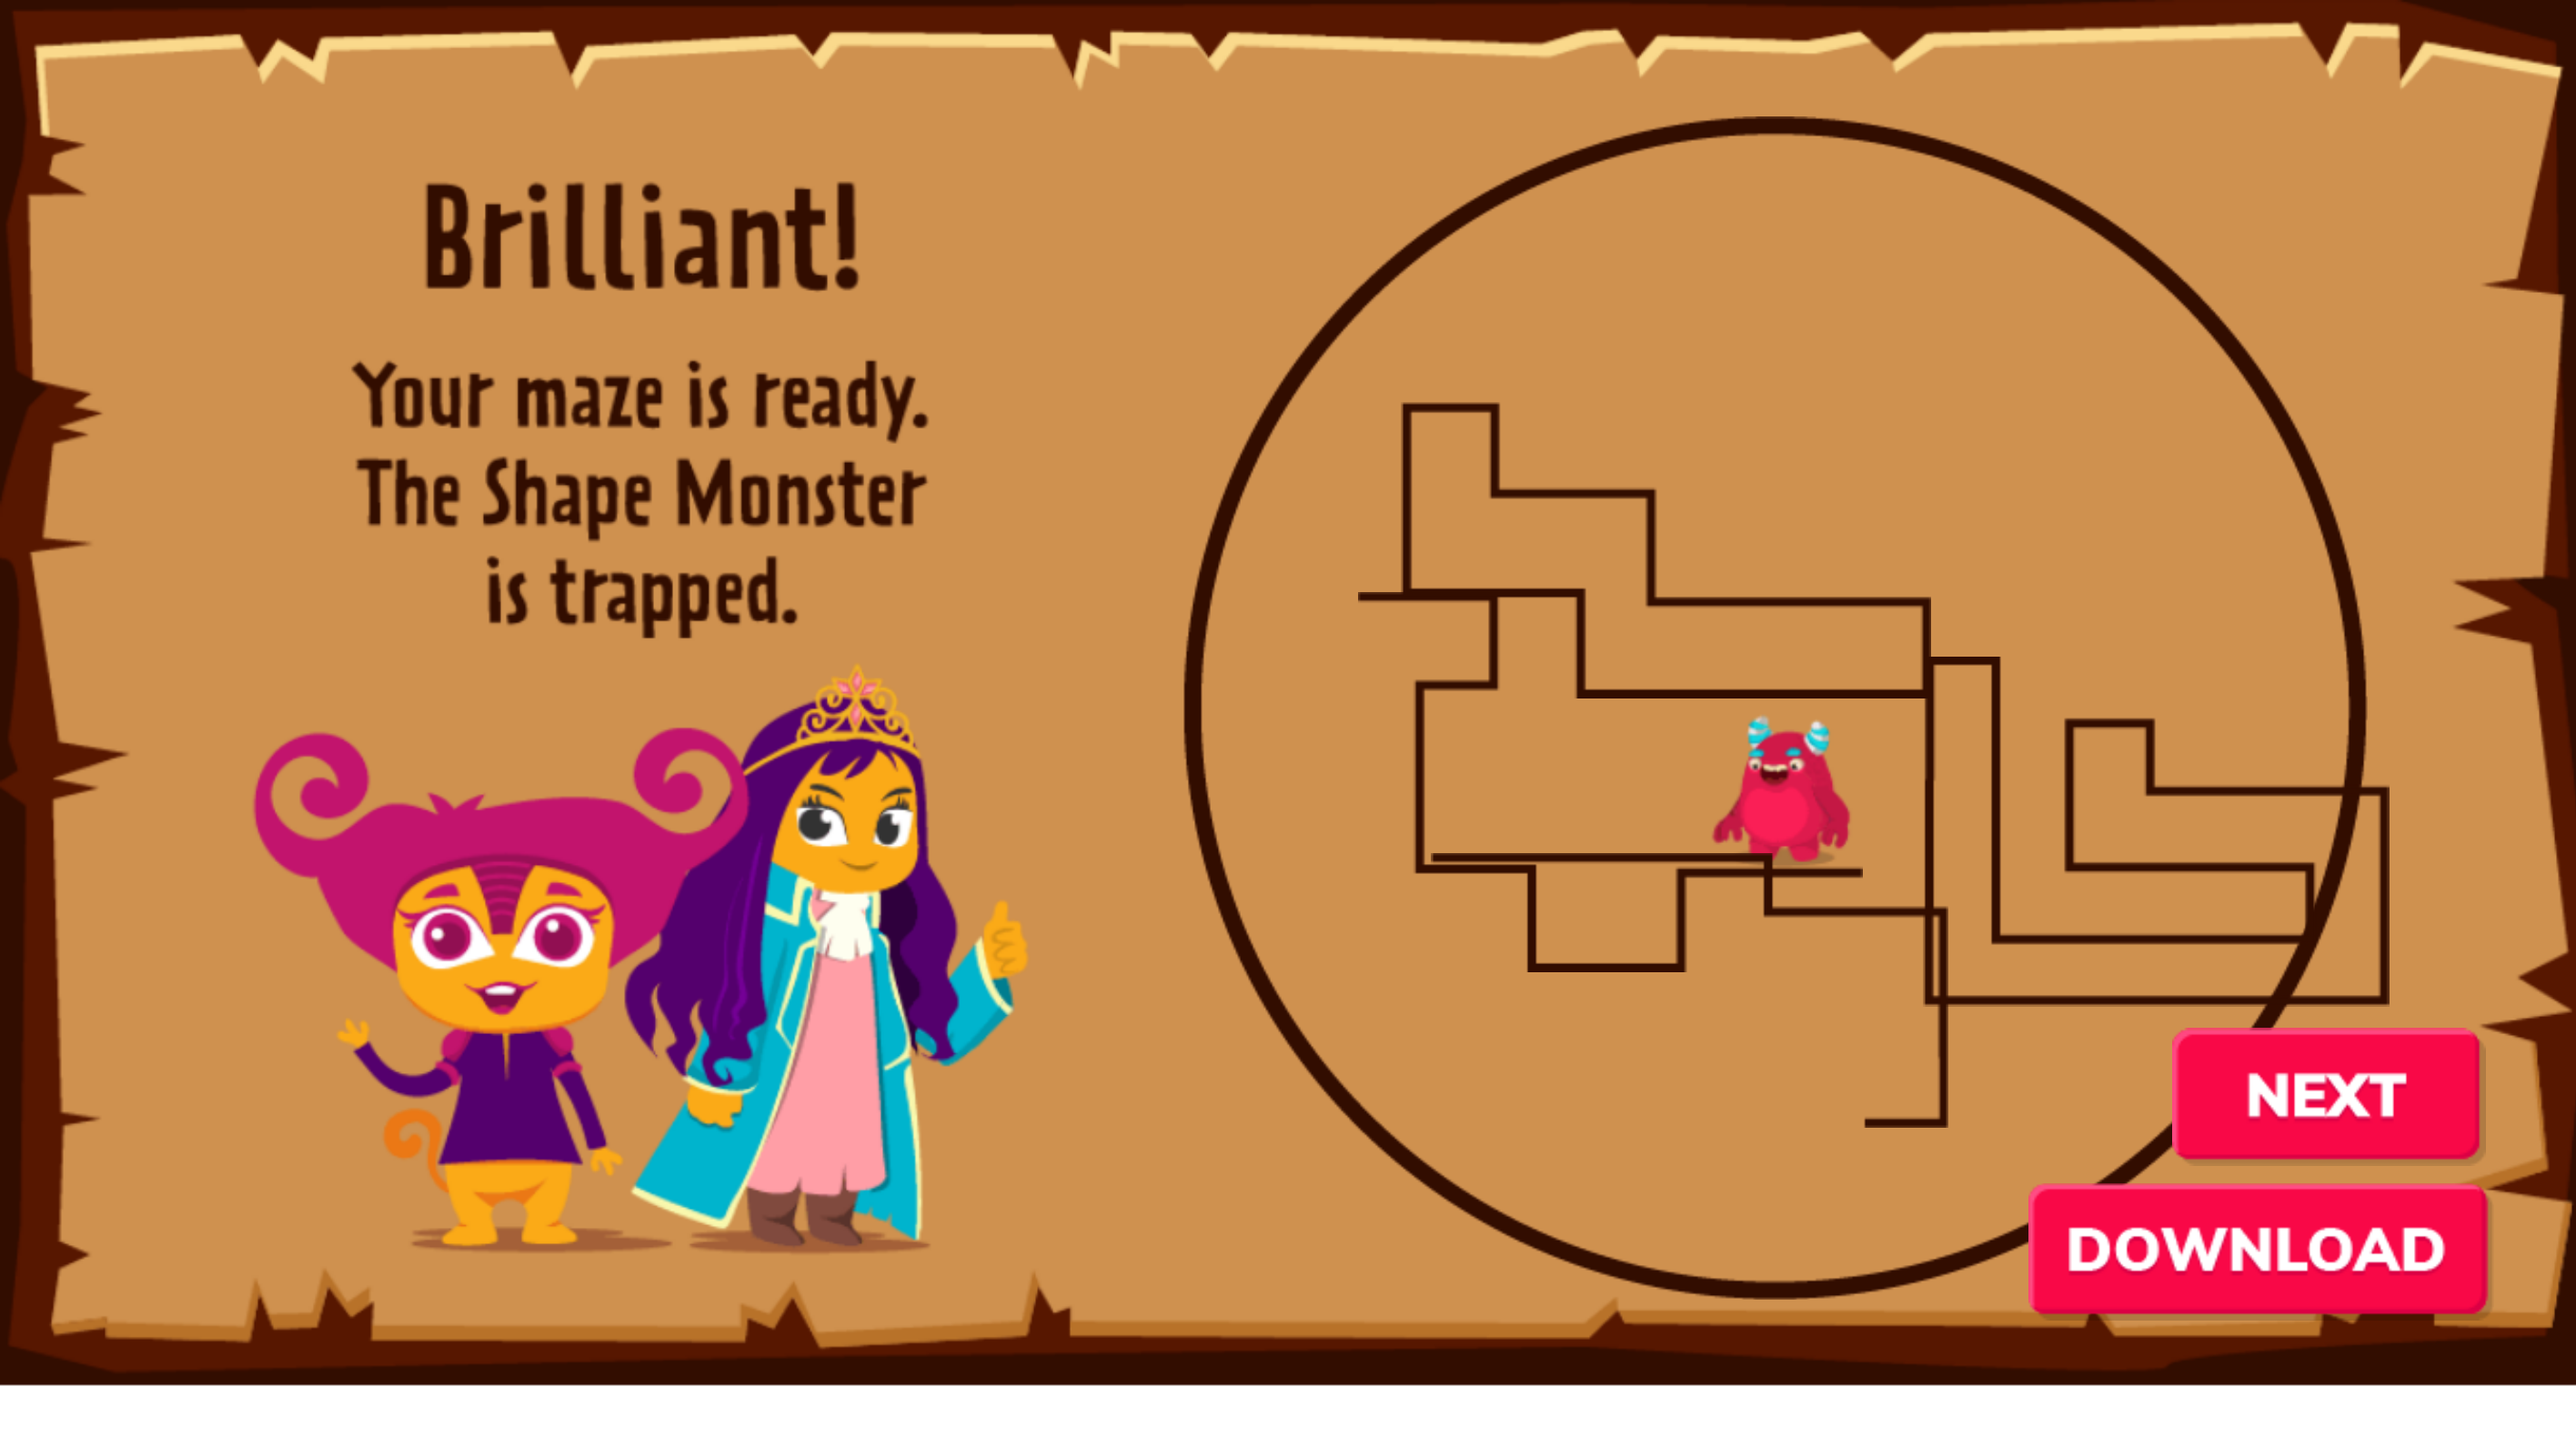 Brilliant!
Your maze is ready.
The Shape Monster
is trapped.
NEXT
DOWNLOAD